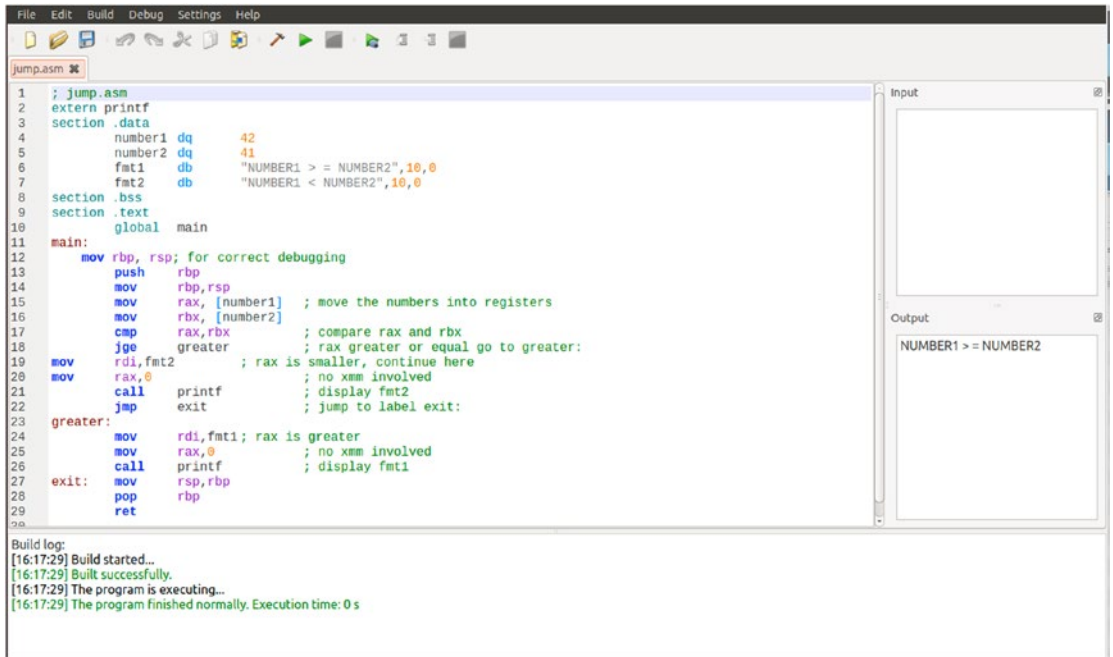 File Edit Build Debug Settings Help
jump.asm
1 ; jump.asm
2 extern printf
3 section .data
4 number1 dq 42
5 number2 dq 41
6 fmt1 db "NUMBER1 > = NUMBER2",10,0
7 fmt2 db "NUMBER1 < NUMBER2",10,0
8 section .bss
9 section .text
10 global main
11 main:
12 mov rbp, rsp; for correct debugging
13 push rbp
14 mov rbp,rsp
15 mov rax, [number1] ; move the numbers into registers
16 mov rbx, [number2]
17 cmp rax,rbx ; compare rax and rbx
18 jge greater ; rax greater or equal go to greater:
19 mov rdi,fmt2 ; rax is smaller, continue here
20 mov rax,0 ; no xmm involved
21 call printf ; display fmt2
22 jmp exit ; jump to label exit:
23 greater:
24 mov rdi,fmt1; rax is greater
25 mov rax,0 ; no xmm involved
26 call printf ; display fmt1
27 exit: mov rsp,rbp
28 pop rbp
29 ret
Input
Output
NUMBER1 > = NUMBER2
Build log:
[16:17:29] Build started...
[16:17:29] Built successfully.
[16:17:29] The program is executing...
[16:17:29] The program finished normally. Execution time: 0 s